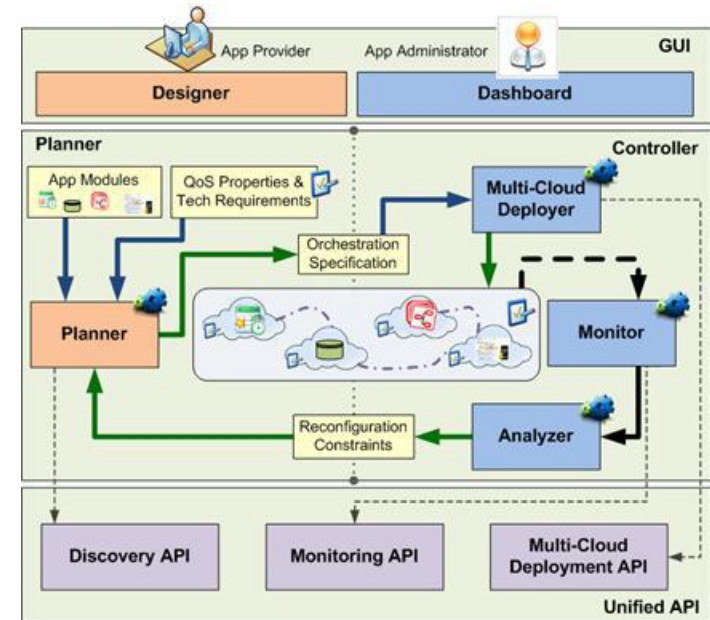 App Provider
App Administrator
GUI
Designer
Dashboard
Planner
Controller
App Modules
QoS Properties &
Tech Requirements
Multi-Cloud
Deployer
Orchestration
Specification
Planner
Monitor
Reconfiguration
Constraints
Analyzer
Discovery API
Monitoring API
Multi-Cloud
Deployment API
Unified API